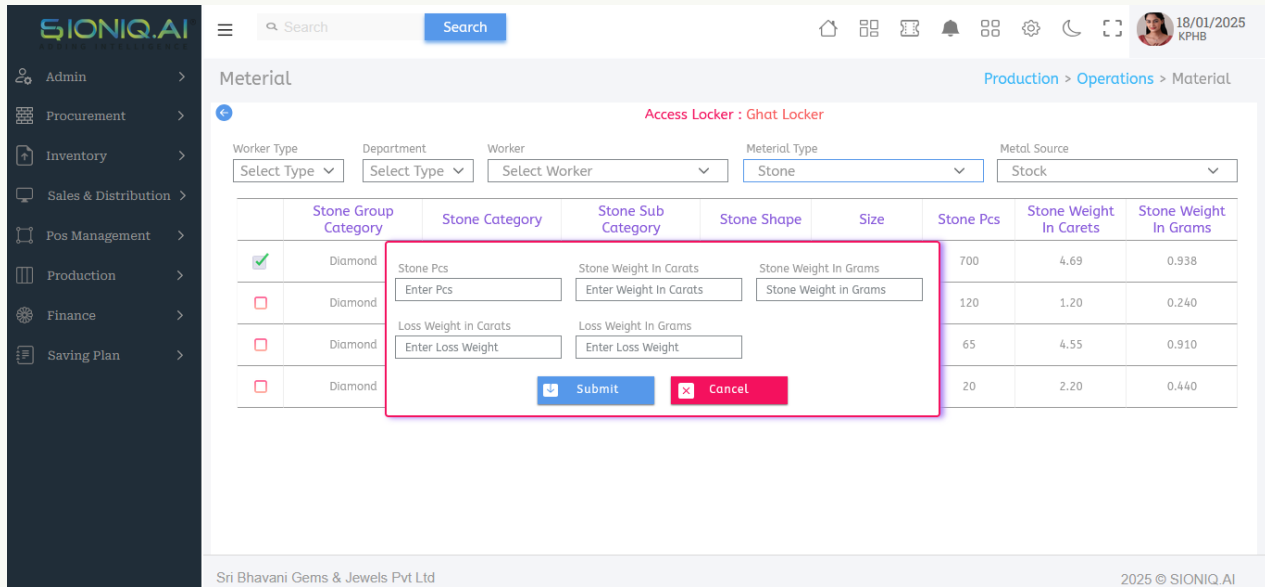 SIONIQ.AI
Search
Search
18/01/2025
KPHB
Admin
Procurement
Inventory
Sales & Distribution
Pos Management
Production
Finance
Saving Plan
Meterial
Production > Operations > Material
Access Locker : Ghat Locker
Worker Type
Department
Worker
Meterial Type
Metal Source
Select Type
Select Type
Select Worker
Stone
Stock
Stone Group Category
Stone Category
Stone Sub Category
Stone Shape
Size
Stone Pcs
Stone Weight In Carets
Stone Weight In Grams
Diamond
700
4.69
0.938
Diamond
120
1.20
0.240
Diamond
65
4.55
0.910
Diamond
20
2.20
0.440
Stone Pcs
Stone Weight In Carats
Stone Weight In Grams
Enter Pcs
Enter Weight In Carats
Stone Weight in Grams
Loss Weight in Carats
Loss Weight In Grams
Enter Loss Weight
Enter Loss Weight
Submit
Cancel
Sri Bhavani Gems & Jewels Pvt Ltd
2025 © SIONIQ.AI